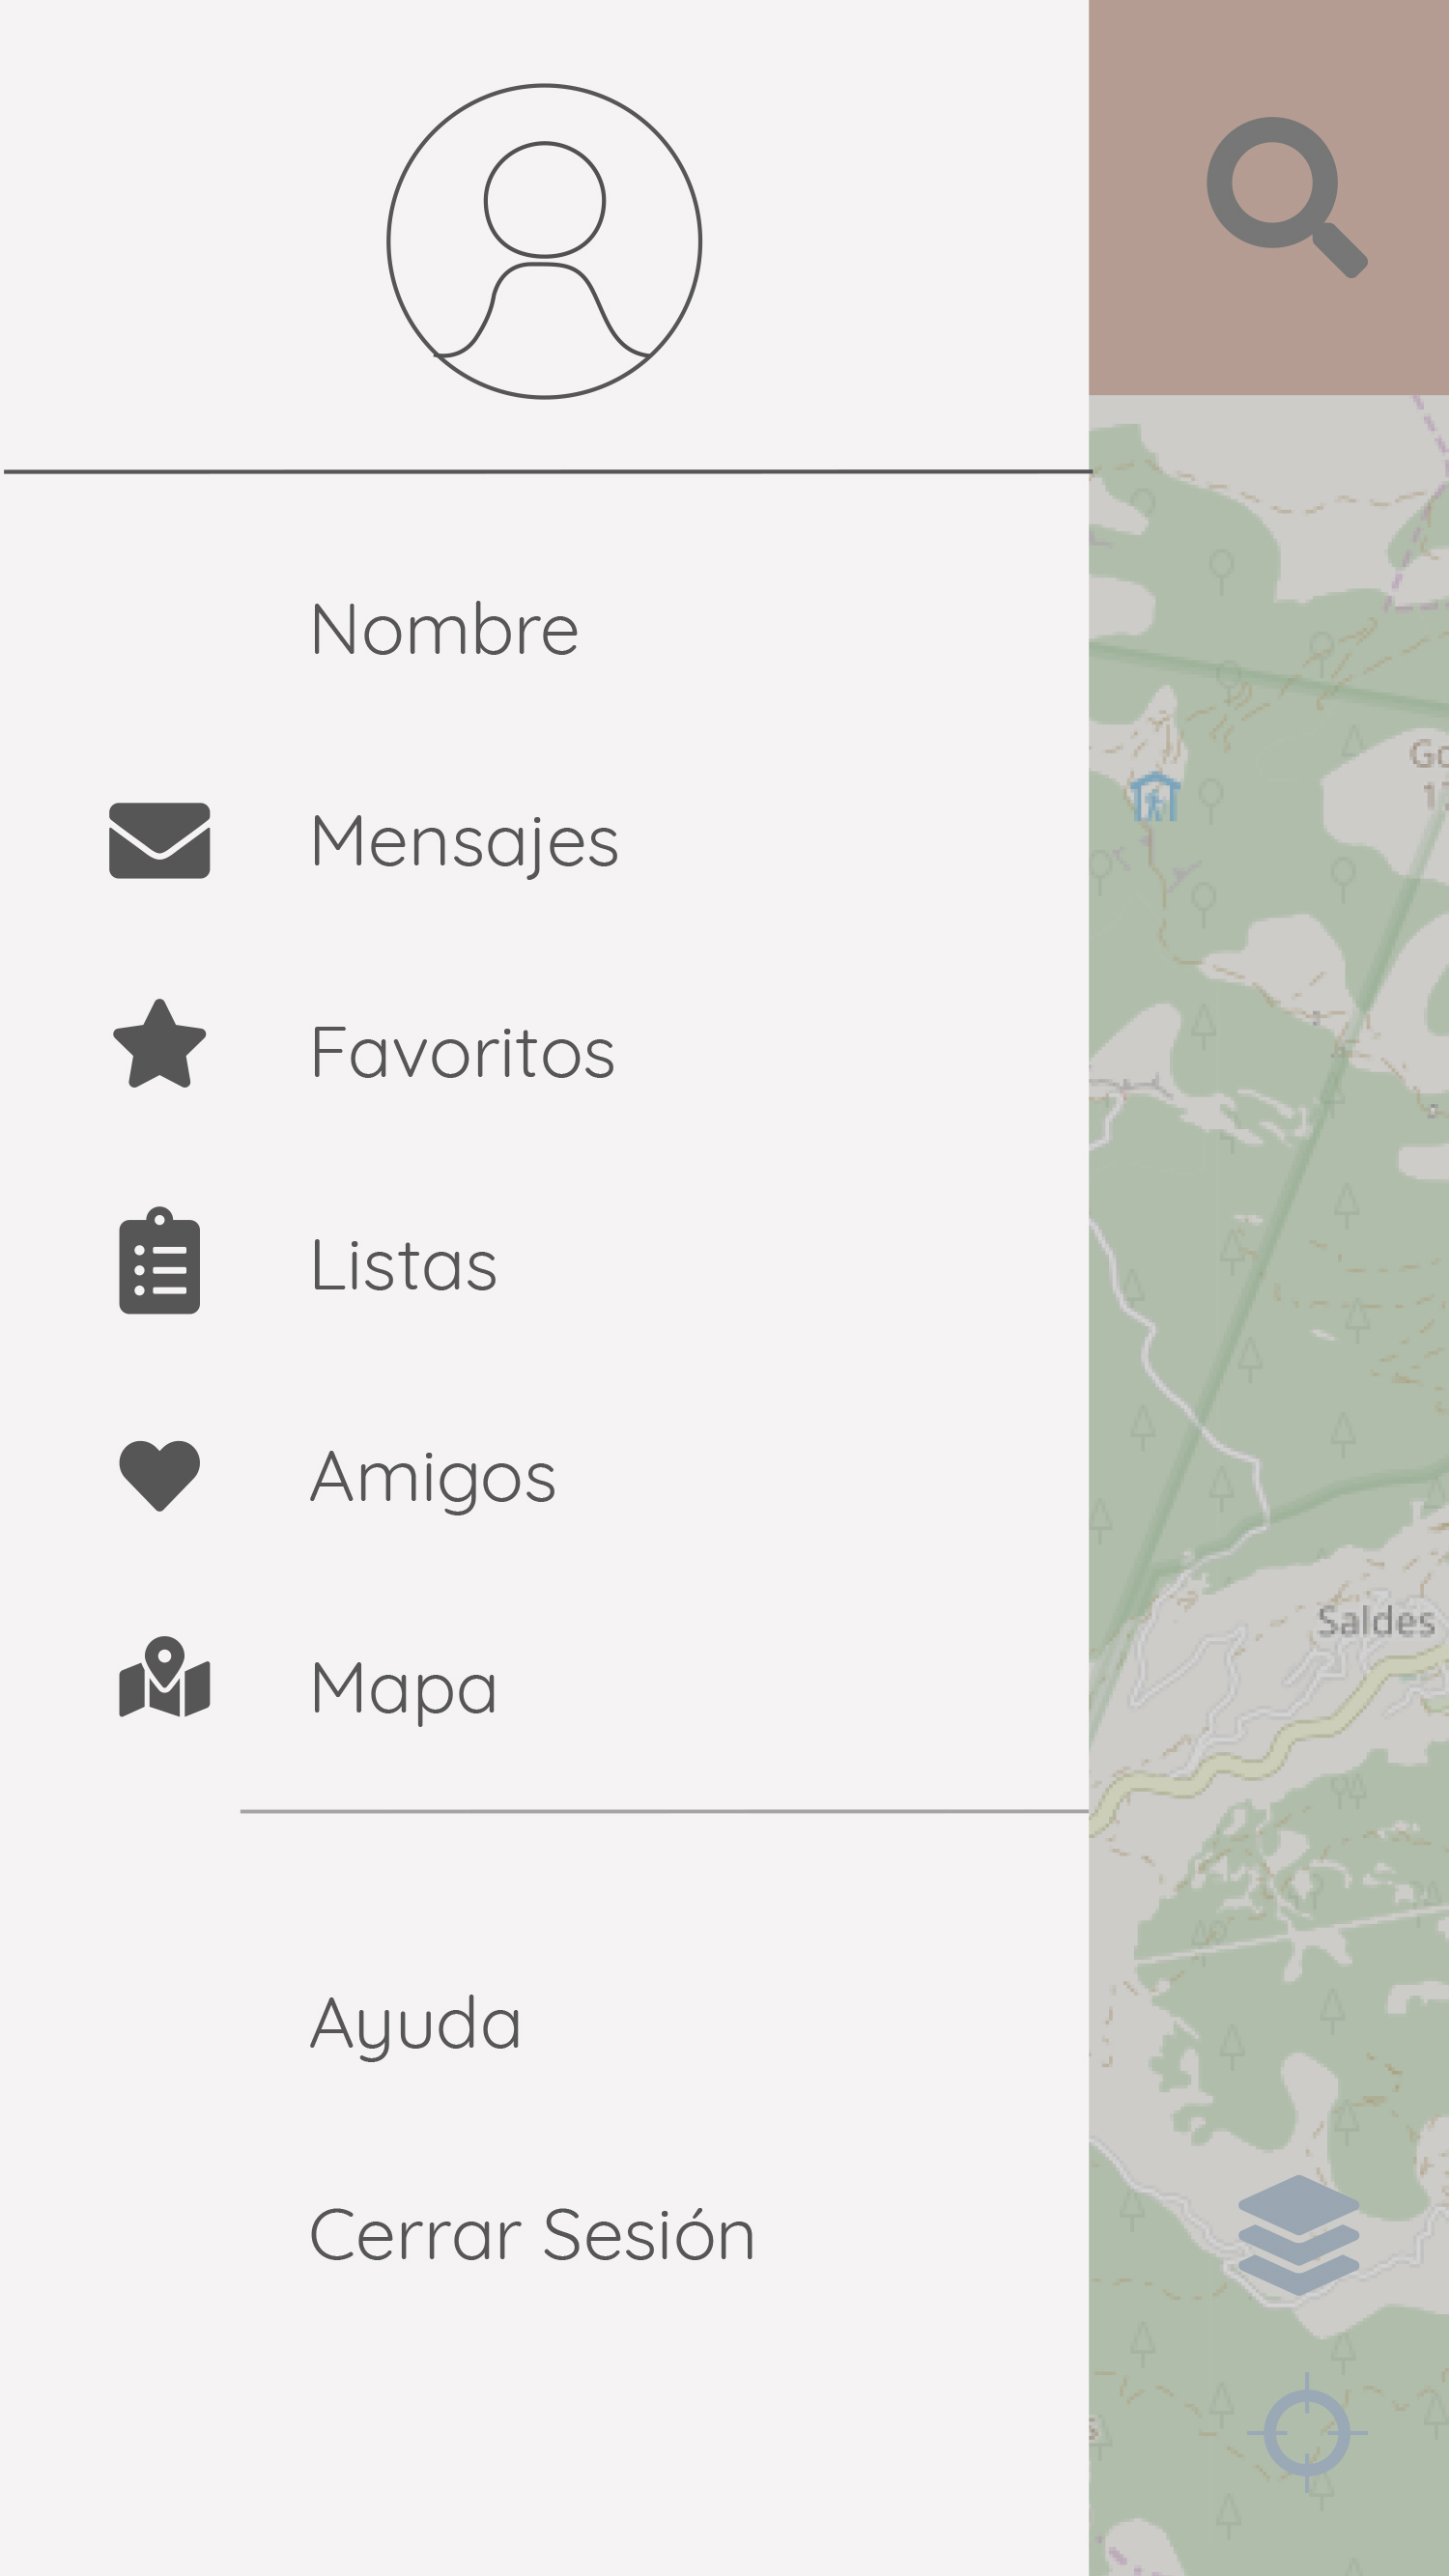 Nombre
Mensajes
Favoritos
Listas
Amigos
Mapa
Ayuda
Cerrar Sesión
Saldes